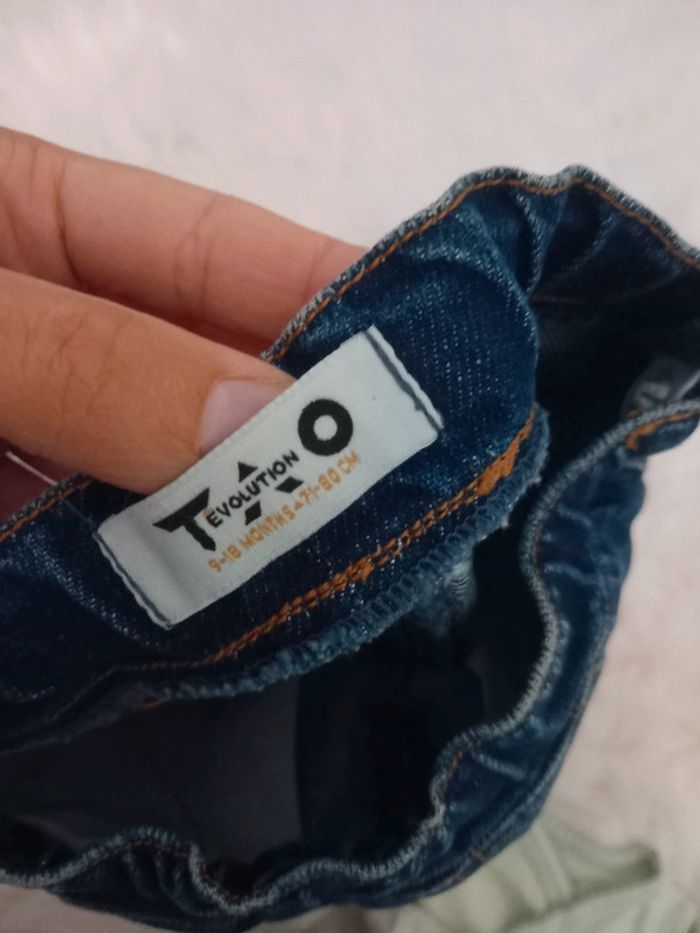 TAO
EVOLUTION
9-18 MONTHS-71-80 CM